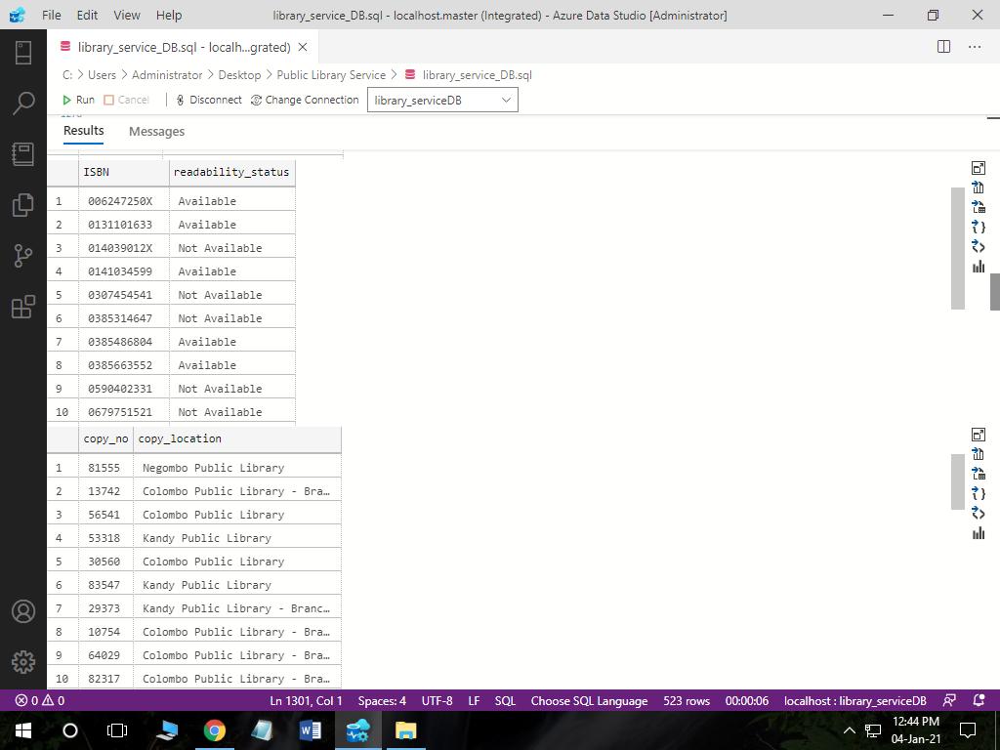 File Edit View Help library_service_DB.sql - localhost.master (Integrated) - Azure Data Studio [Administrator]
library_service_DB.sql - localh...grated)
C: > Users > Administrator > Desktop > Public Library Service > library_service_DB.sql
Run Cancel Disconnect Change Connection library_serviceDB
Results Messages
ISBN readability_status
1 006247250X Available
2 0131101633 Available
3 014039012X Not Available
4 0141034599 Available
5 0307454541 Not Available
6 0385314647 Not Available
7 0385486804 Available
8 0385663552 Available
9 0590402331 Not Available
10 0679751521 Not Available
copy_no copy_location
1 81555 Negombo Public Library
2 13742 Colombo Public Library - Bra…
3 56541 Colombo Public Library
4 53318 Kandy Public Library
5 30560 Colombo Public Library
6 83547 Kandy Public Library
7 29373 Kandy Public Library - Branc…
8 10754 Colombo Public Library - Bra…
9 64029 Colombo Public Library - Bra…
10 82317 Colombo Public Library - Bra…
0 0 Ln 1301, Col 1 Spaces: 4 UTF-8 LF SQL Choose SQL Language 523 rows 00:00:06 localhost : library_serviceDB
12:44 PM
04-Jan-21